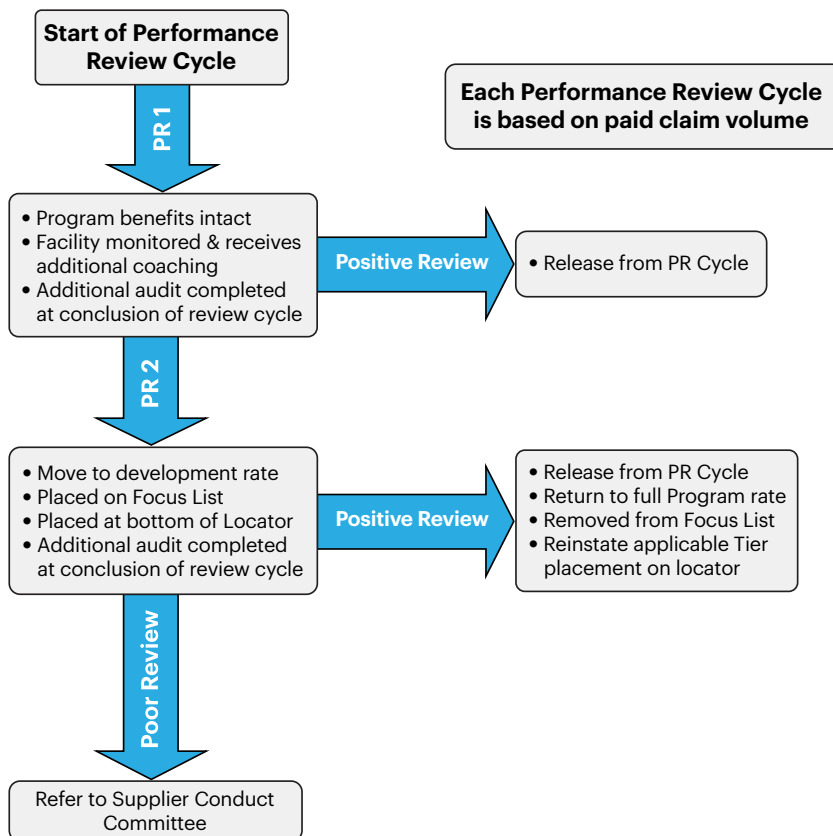 Start of Performance
Review Cycle
Each Performance Review Cycle
is based on paid claim volume
PR 1
• Program benefits intact
• Facility monitored & receives
additional coaching
• Additional audit completed
at conclusion of review cycle
Positive Review
• Release from PR Cycle
PR 2
• Move to development rate
• Placed on Focus List
• Placed at bottom of Locator
• Additional audit completed
at conclusion of review cycle
Positive Review
• Release from PR Cycle
• Return to full Program rate
• Removed from Focus List
• Reinstate applicable Tier
placement on locator
Poor Review
Refer to Supplier Conduct
Committee